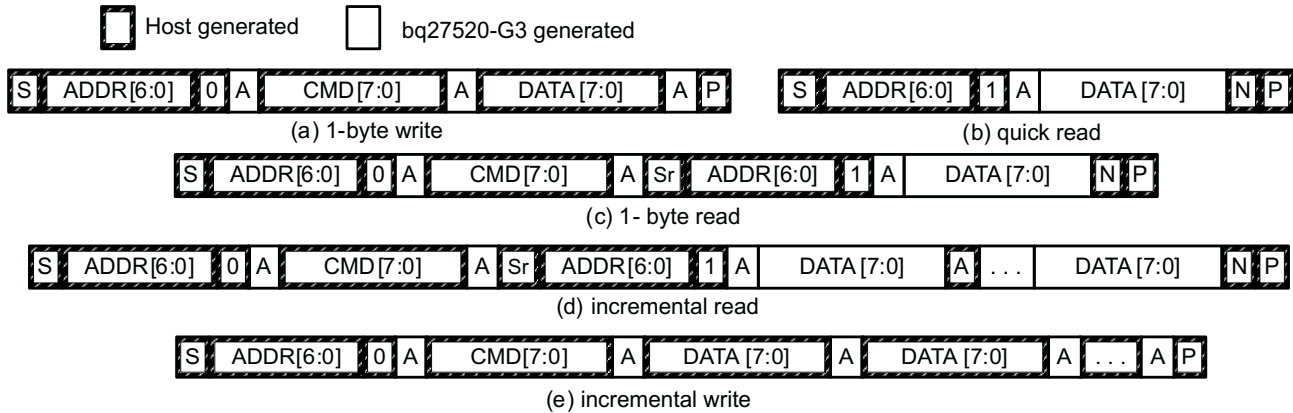 Host generated bq27520-G3 generated
S ADDR[6:0] 0 A CMD[7:0] A DATA [7:0] A P S ADDR[6:0] 1 A DATA [7:0] N P
(a) 1-byte write (b) quick read
S ADDR[6:0] 0 A CMD[7:0] A Sr ADDR[6:0] 1 A DATA [7:0] N P
(c) 1- byte read
S ADDR[6:0] 0 A CMD[7:0] A Sr ADDR[6:0] 1 A DATA [7:0] A . . . DATA [7:0] N P
(d) incremental read
S ADDR[6:0] 0 A CMD[7:0] A DATA [7:0] A DATA [7:0] A . . . A P
(e) incremental write